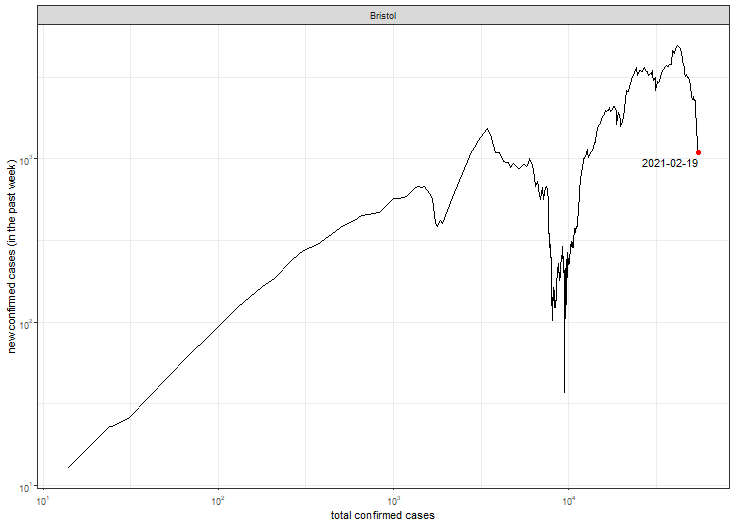 Bristol
new confirmed cases (in the past week)
10³
10²
10¹
2021-02-19
10¹ 10² 10³ 10⁴
total confirmed cases